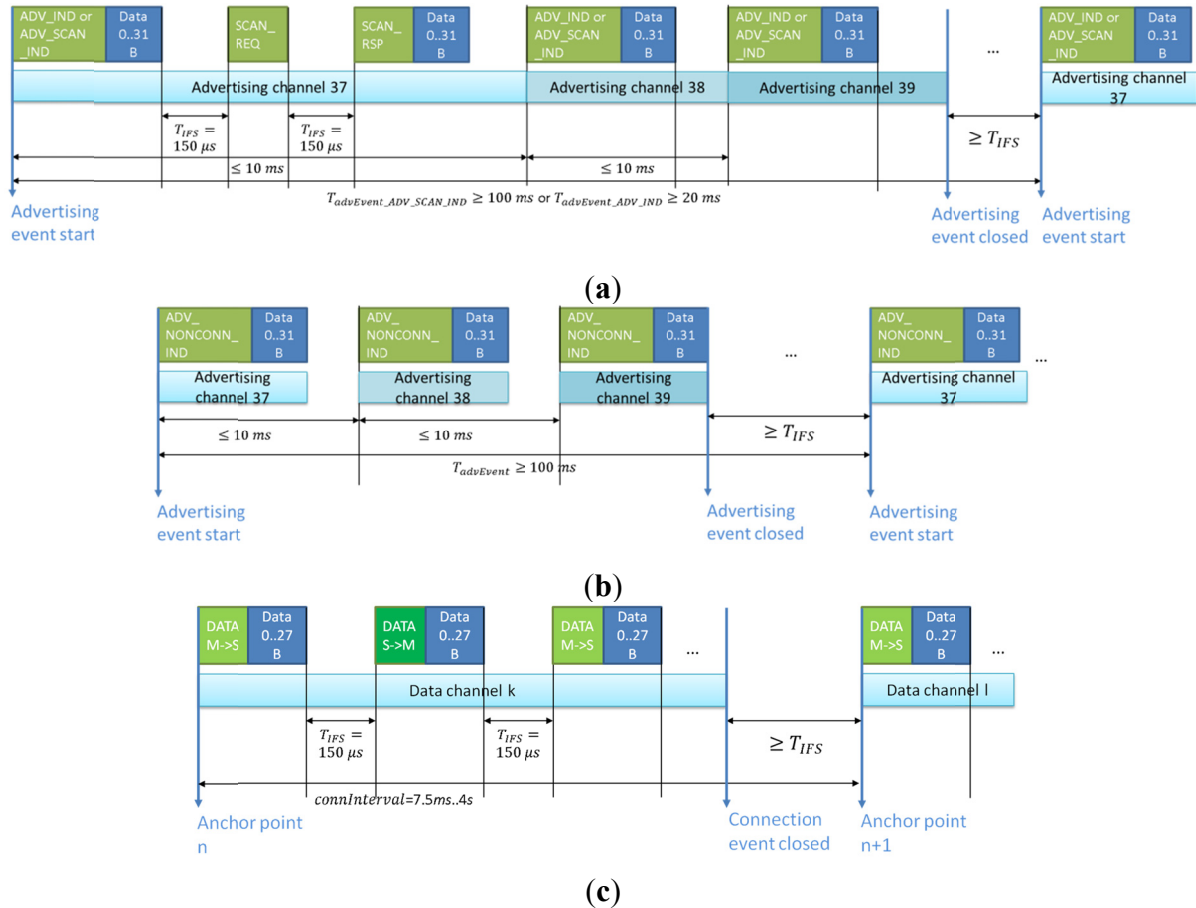 ADV_IND or
ADV_SCAN
_IND
Data
0..31
B
SCAN_
REQ
SCAN_
RSP
Data
0..31
B
ADV_IND or
ADV_SCAN
_IND
Data
0..31
B
ADV_IND or
ADV_SCAN
_IND
Data
0..31
B
...
ADV_IND or
ADV_SCAN
_IND
Data
0..31
B
Advertising channel 37
Advertising channel 38
Advertising channel 39
Advertising channel
37
T_IFS =
150 μs
T_IFS =
150 μs
≥ T_IFS
≤ 10 ms
≤ 10 ms
T_advEvent_ADV_SCAN_IND ≥ 100 ms or T_advEvent_ADV_IND ≥ 20 ms
Advertising
event start
Advertising
event closed
Advertising
event start
(a)
ADV_
NONCONN_
IND
Data
0..31
B
ADV_
NONCONN_
IND
Data
0..31
B
ADV_
NONCONN_
IND
Data
0..31
B
...
ADV_
NONCONN_
IND
Data
0..31
B
...
Advertising
channel 37
Advertising
channel 38
Advertising
channel 39
Advertising channel
37
≤ 10 ms
≤ 10 ms
≥ T_IFS
T_advEvent ≥ 100 ms
Advertising
event start
Advertising
event closed
Advertising
event start
(b)
DATA
M->S
Data
0..27
B
DATA
S->M
Data
0..27
B
DATA
M->S
Data
0..27
B
...
DATA
M->S
Data
0..27
B
...
Data channel k
Data channel l
T_IFS =
150 μs
T_IFS =
150 μs
≥ T_IFS
connInterval=7.5ms..4s
Anchor point
n
Connection
event closed
Anchor point
n+1
(c)